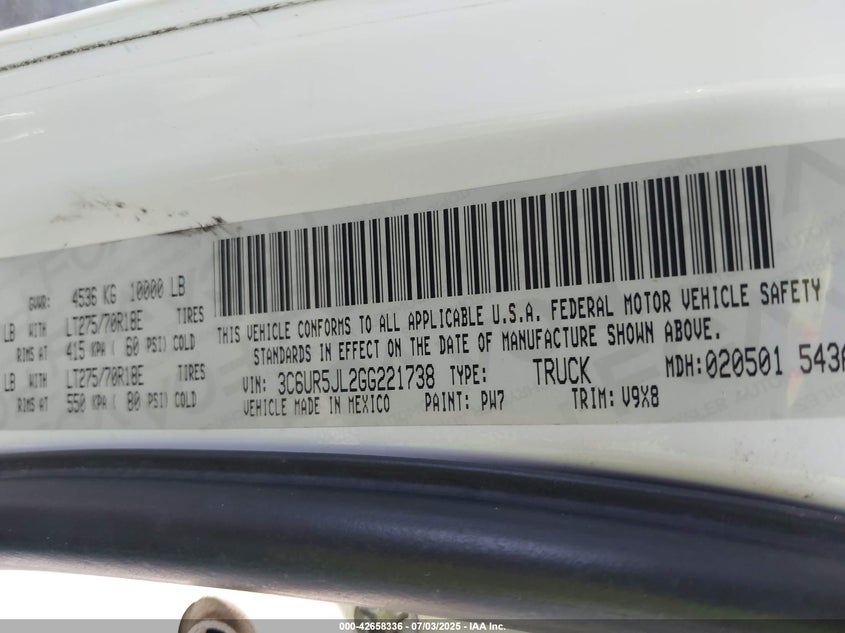 GVWR: 4536 KG 10000 LB
LB WITH LT275/70R18E TIRES
RIMS AT 415 KPA ( 60 PSI) COLD
LB WITH LT275/70R18E TIRES
RIMS AT 550 KPA ( 80 PSI) COLD
THIS VEHICLE CONFORMS TO ALL APPLICABLE U.S.A. FEDERAL MOTOR VEHICLE SAFETY
STANDARDS IN EFFECT ON THE DATE OF MANUFACTURE SHOWN ABOVE.
VIN: 3C6UR5JL2GG221738 TYPE: TRUCK MDH: 020501 543
VEHICLE MADE IN MEXICO PAINT: PW7 TRIM: V9X8
000-42658336 - 07/03/2025 - IAA Inc.